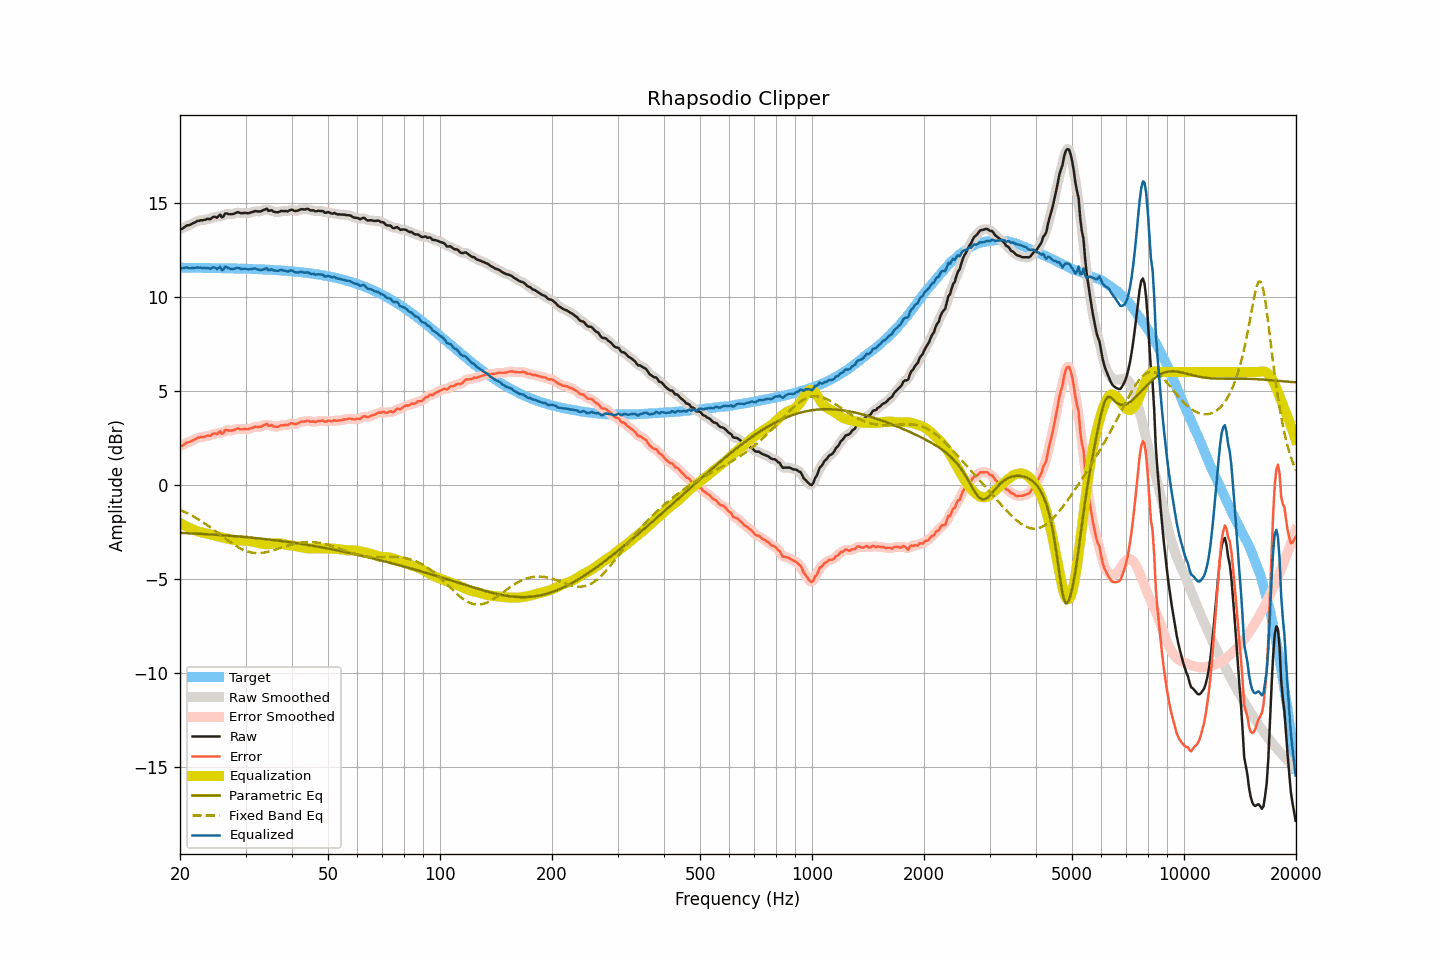 Rhapsodio Clipper
Amplitude (dBr)
15
10
5
0
−5
−10
−15
Target
Raw Smoothed
Error Smoothed
Raw
Error
Equalization
Parametric Eq
Fixed Band Eq
Equalized
20 50 100 200 500 1000 2000 5000 10000 20000
Frequency (Hz)